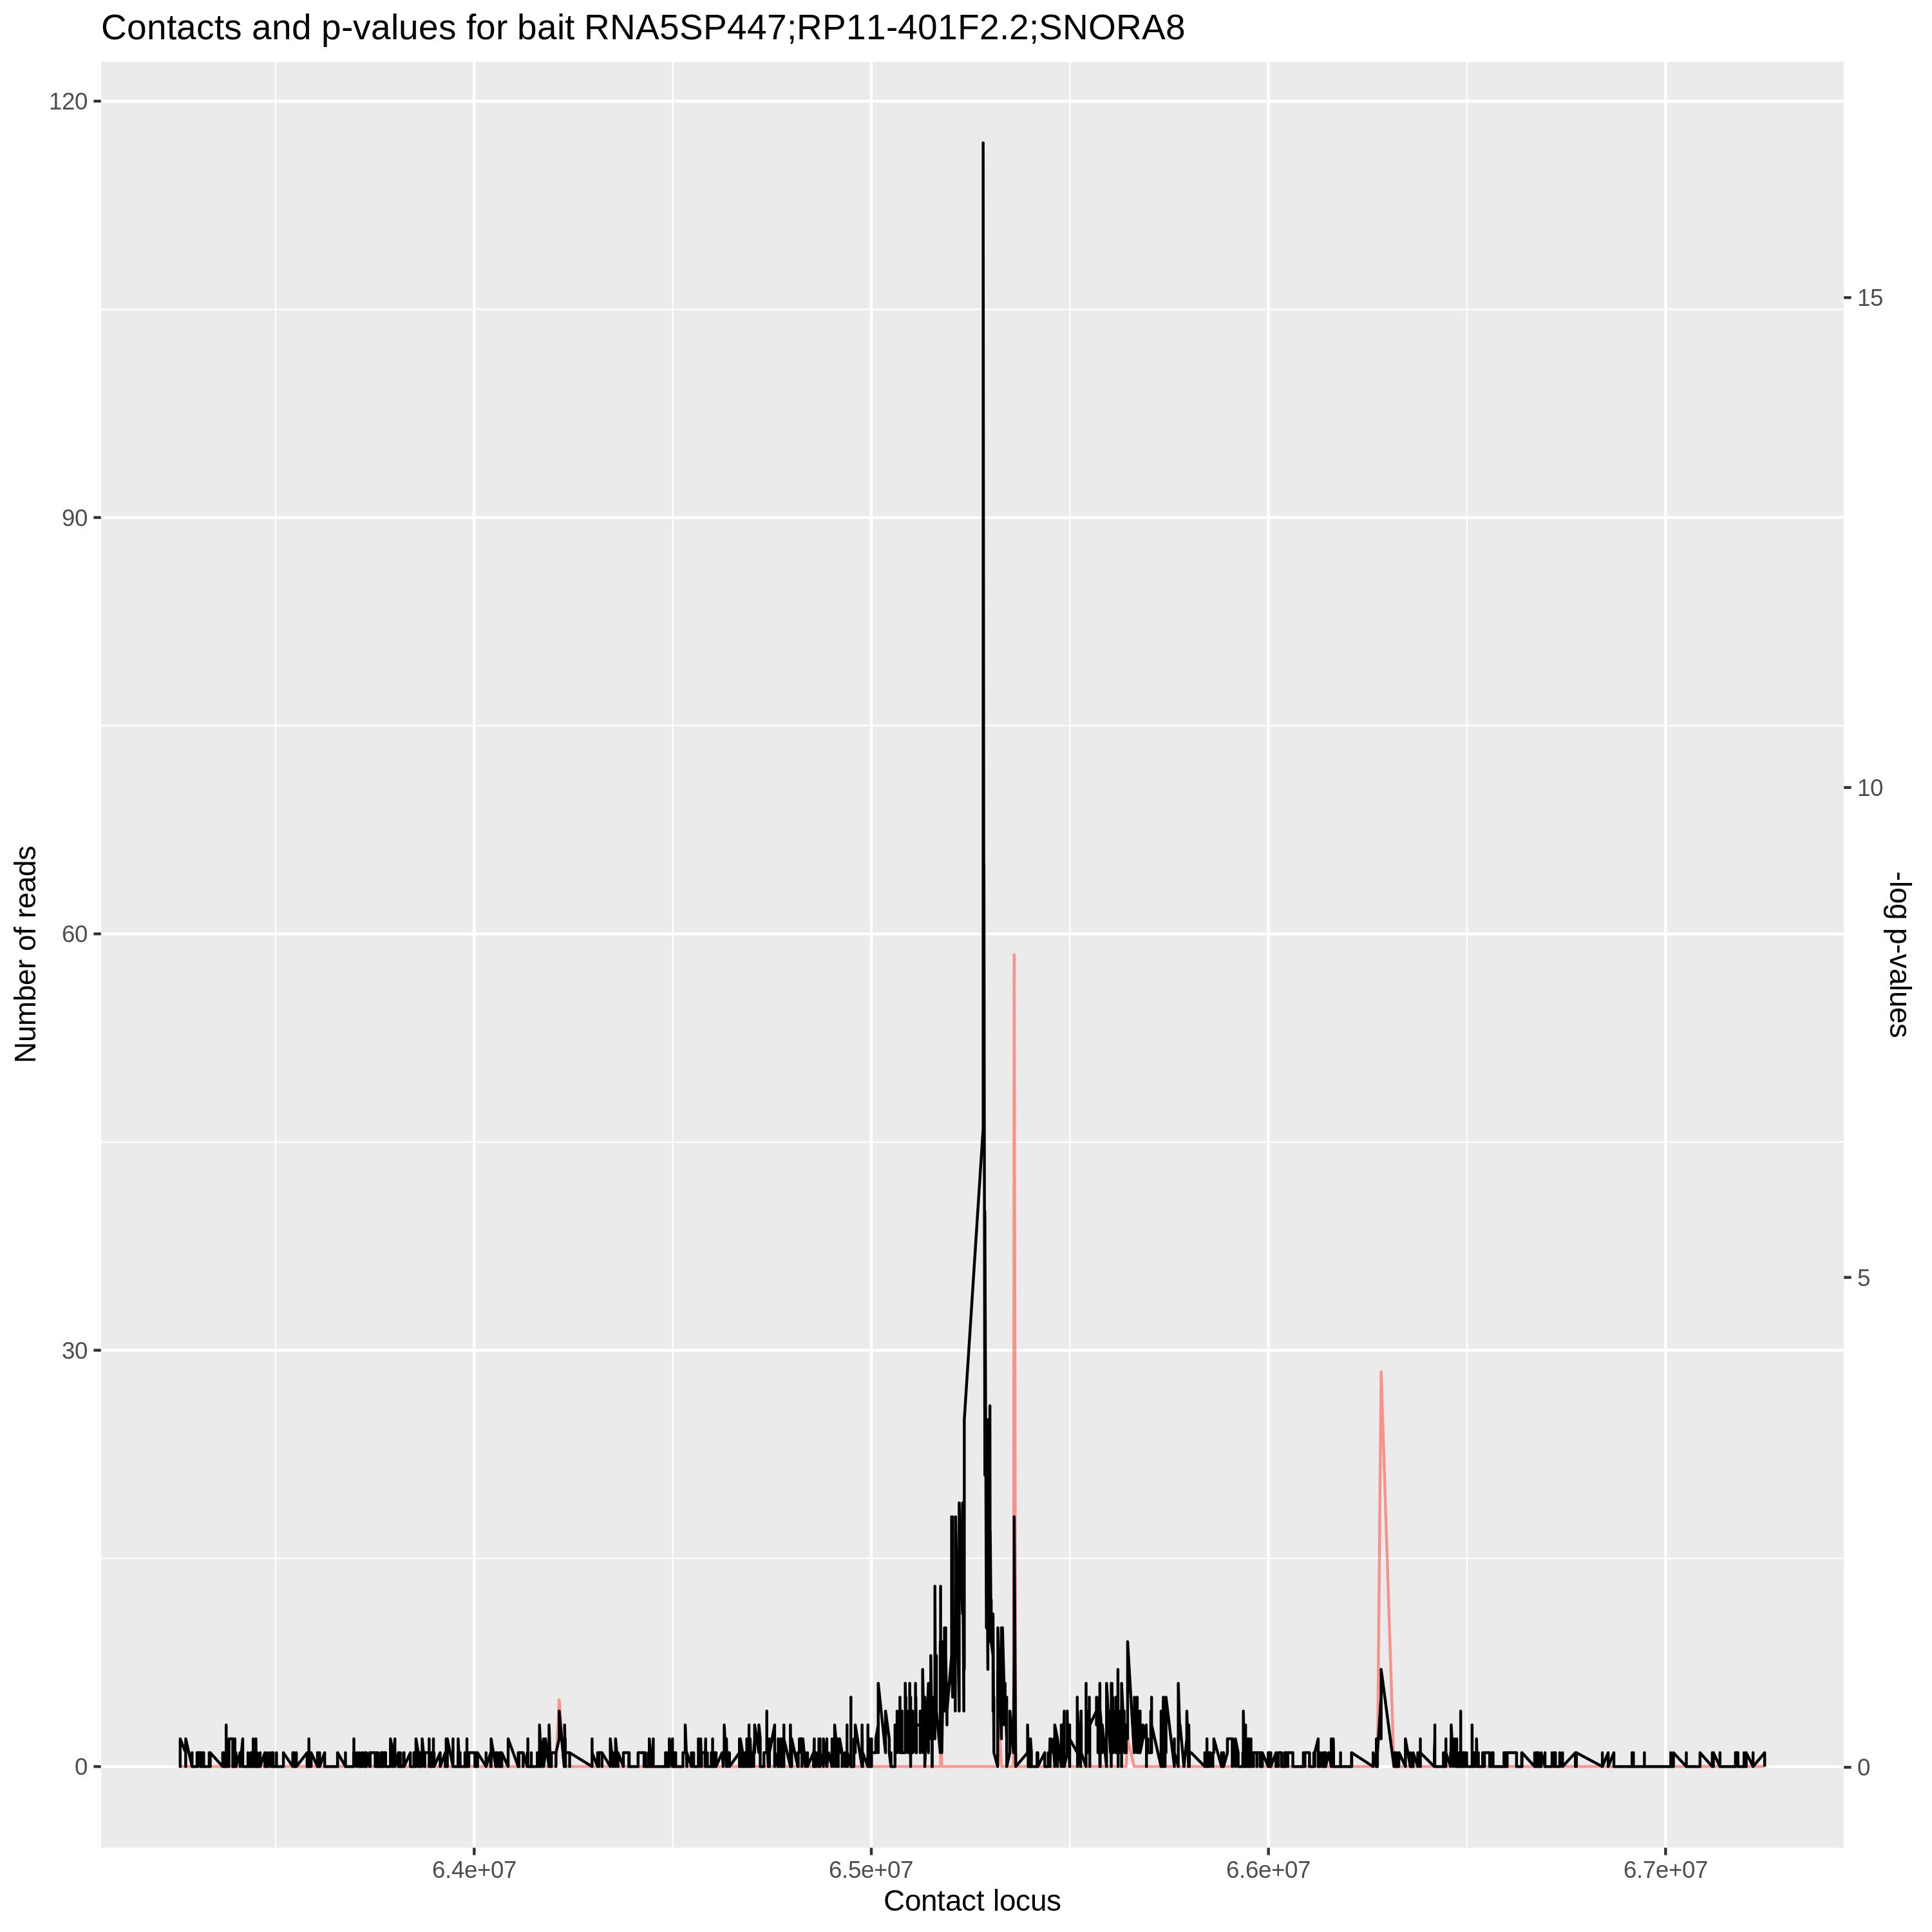 Contacts and p-values for bait RNA5SP447;RP11-401F2.2;SNORA8
120
90
60
30
0
Number of reads
15
10
5
0
-log p-values
6.4e+07
6.5e+07
6.6e+07
6.7e+07
Contact locus